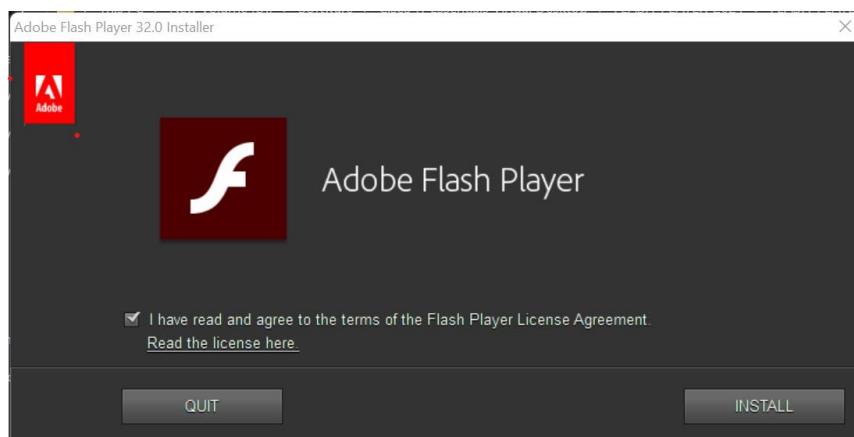 Adobe Flash Player 32.0 Installer
Adobe
Adobe Flash Player
I have read and agree to the terms of the Flash Player License Agreement.
Read the license here.
QUIT
INSTALL